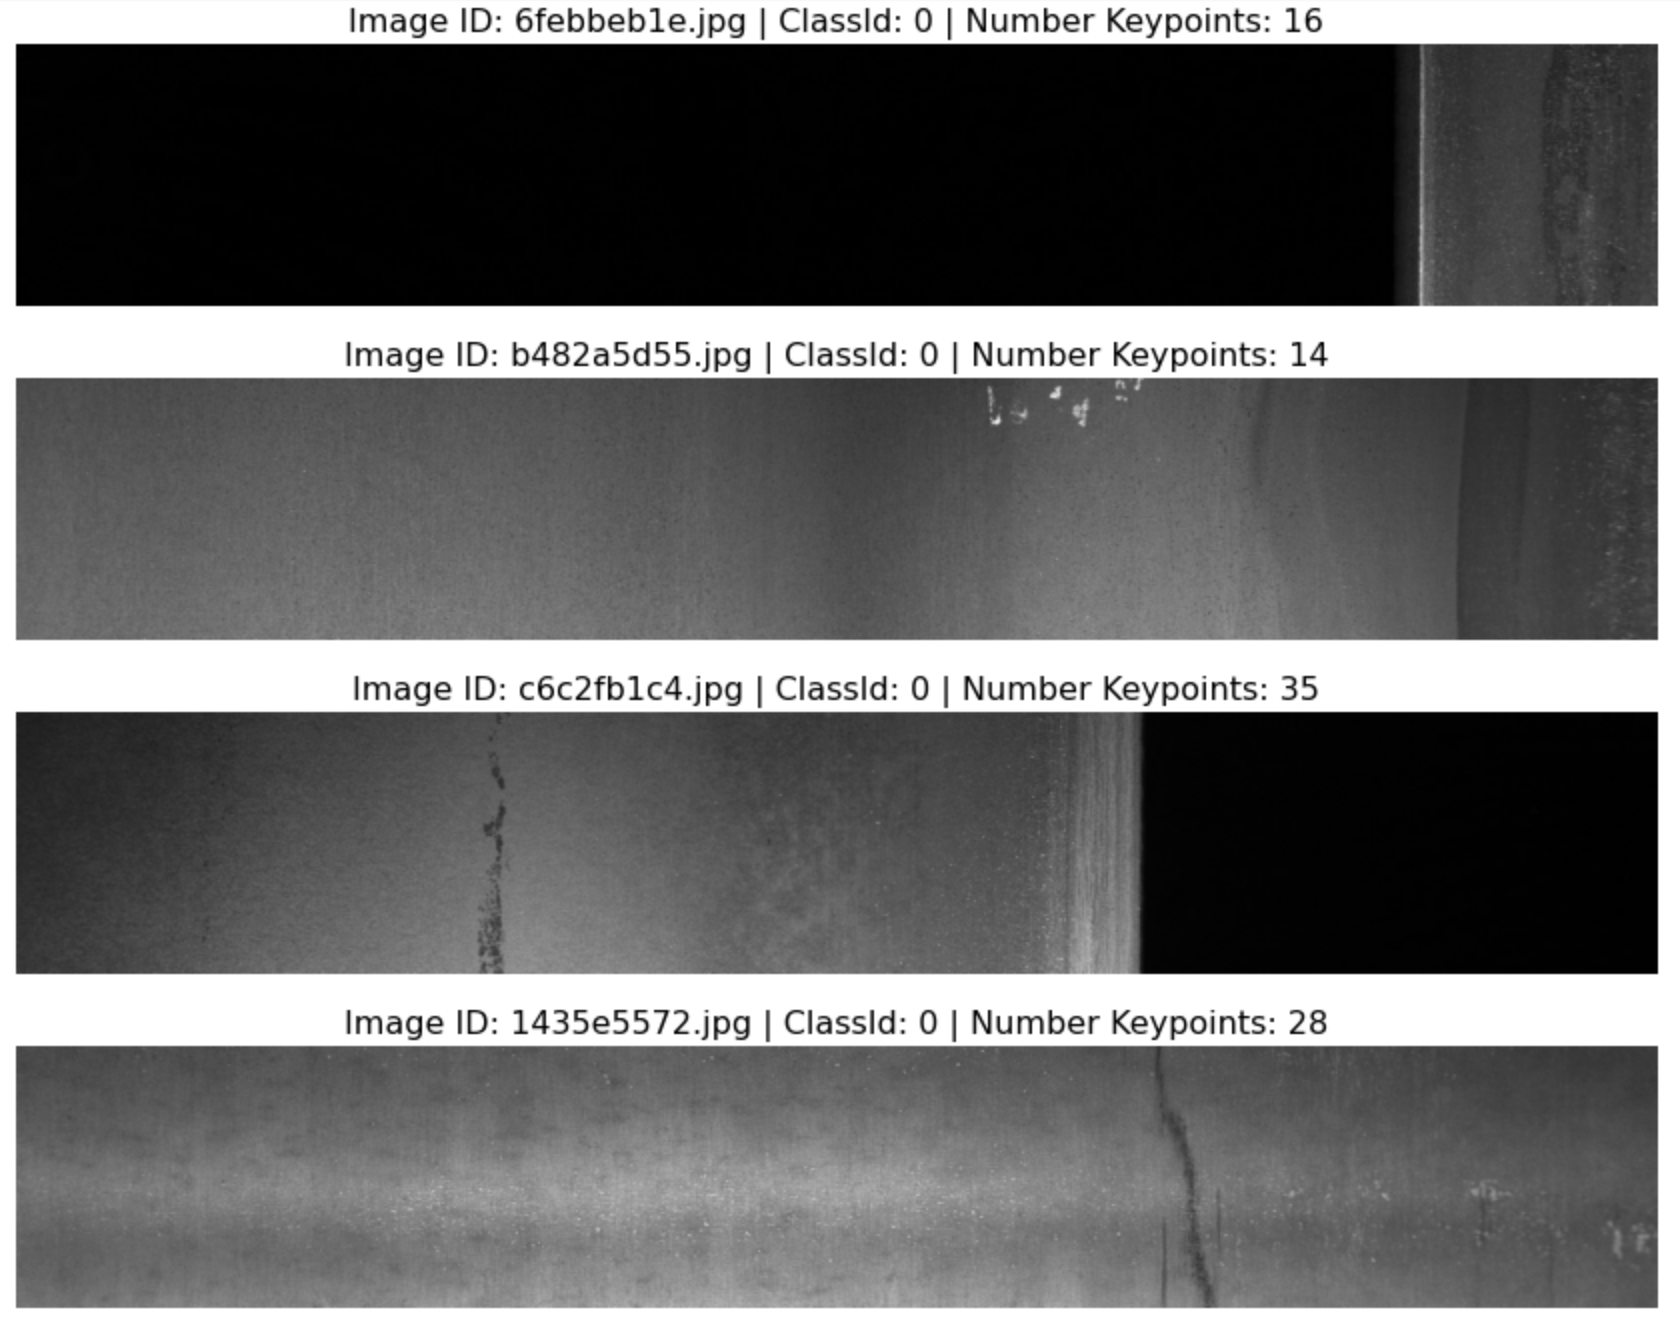 Image ID: 6febbeb1e.jpg | ClassId: 0 | Number Keypoints: 16
Image ID: b482a5d55.jpg | ClassId: 0 | Number Keypoints: 14
Image ID: c6c2fb1c4.jpg | ClassId: 0 | Number Keypoints: 35
Image ID: 1435e5572.jpg | ClassId: 0 | Number Keypoints: 28